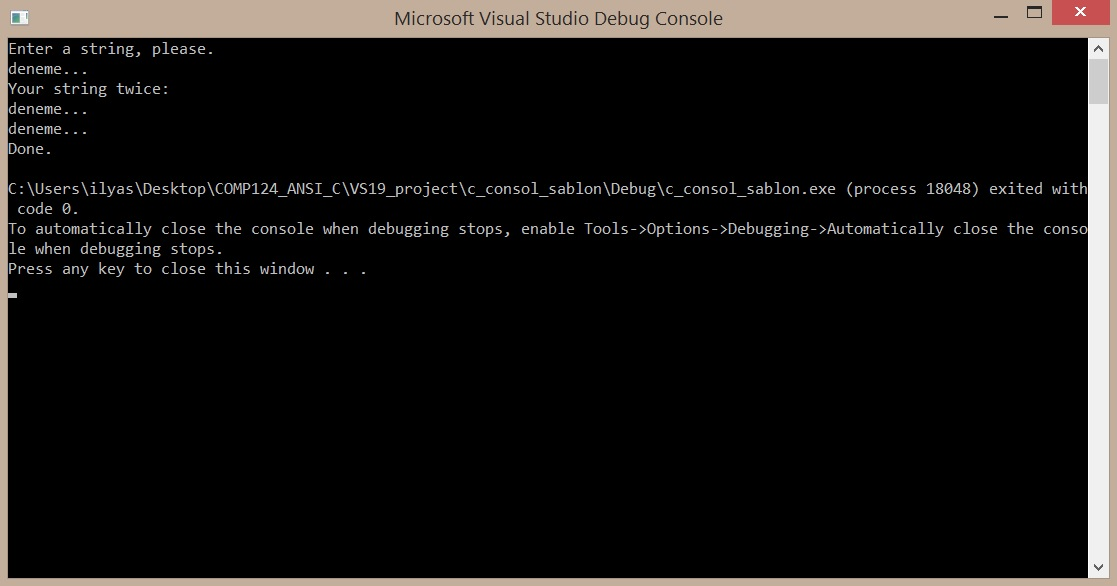 Microsoft Visual Studio Debug Console
Enter a string, please.
deneme...
Your string twice:
deneme...
deneme...
Done.
C:\Users\ilyas\Desktop\COMP124_ANSI_C\VS19_project\c_consol_sablon\Debug\c_consol_sablon.exe (process 18048) exited with
 code 0.
To automatically close the console when debugging stops, enable Tools->Options->Debugging->Automatically close the conso
le when debugging stops.
Press any key to close this window . . .